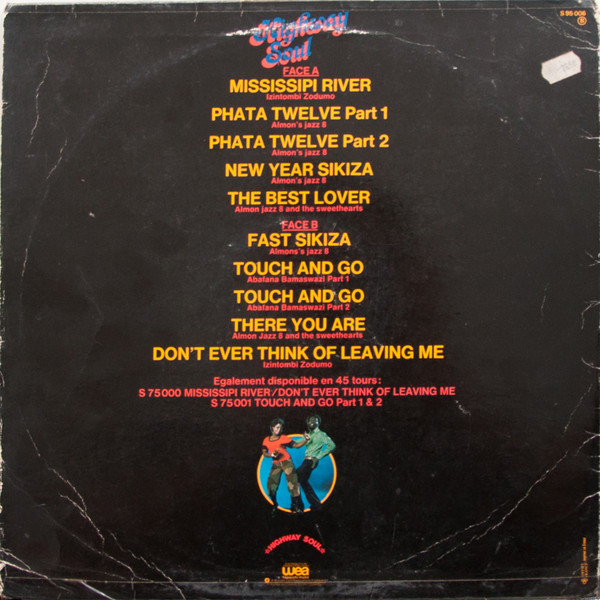 S 95 006
B
Highway
Soul
FACE A
MISSISSIPI RIVER
Izintombi Zodumo
PHATA TWELVE Part 1
Almon's jazz 8
PHATA TWELVE Part 2
Almon's jazz 8
NEW YEAR SIKIZA
Almon's jazz 8
THE BEST LOVER
Almon jazz 8 and the sweethearts
FACE B
FAST SIKIZA
Almons's jazz 8
TOUCH AND GO
Abafana Bamaswazi Part 1
TOUCH AND GO
Abafana Bamaswazi Part 2
THERE YOU ARE
Almon Jazz 8 and the sweethearts
DON'T EVER THINK OF LEAVING ME
Izintombi Zodumo
Egalement disponible en 45 tours :
S 75 000 MISSISSIPI RIVER/DON'T EVER THINK OF LEAVING ME
S 75 001 TOUCH AND GO Part 1 & 2
«HIGHWAY SOUL»
wea